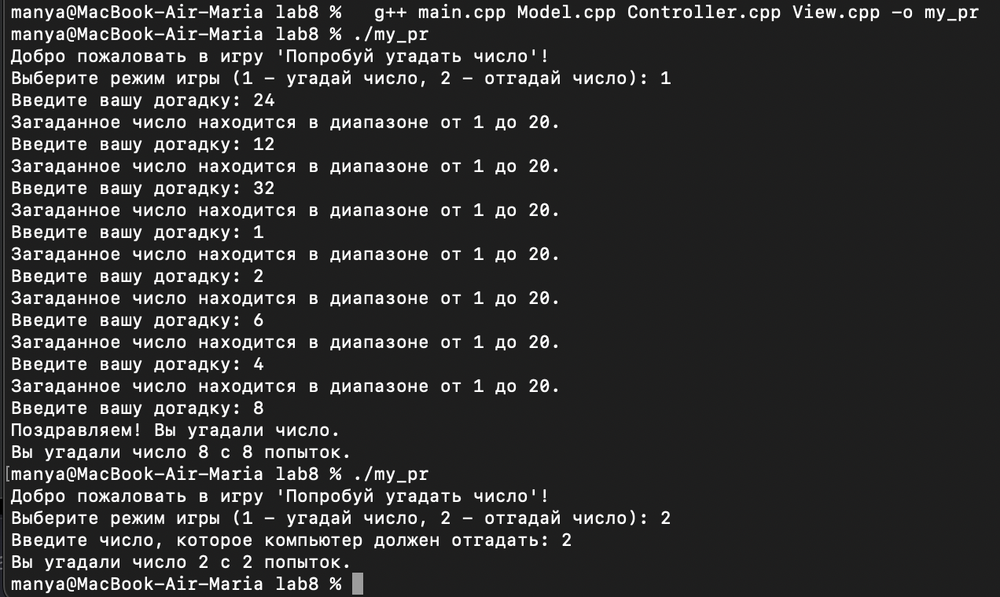 manya@MacBook-Air-Maria lab8 %   g++ main.cpp Model.cpp Controller.cpp View.cpp -o my_pr
manya@MacBook-Air-Maria lab8 % ./my_pr
Добро пожаловать в игру 'Попробуй угадать число'!
Выберите режим игры (1 - угадай число, 2 - отгадай число): 1
Введите вашу догадку: 24
Загаданное число находится в диапазоне от 1 до 20.
Введите вашу догадку: 12
Загаданное число находится в диапазоне от 1 до 20.
Введите вашу догадку: 32
Загаданное число находится в диапазоне от 1 до 20.
Введите вашу догадку: 1
Загаданное число находится в диапазоне от 1 до 20.
Введите вашу догадку: 2
Загаданное число находится в диапазоне от 1 до 20.
Введите вашу догадку: 6
Загаданное число находится в диапазоне от 1 до 20.
Введите вашу догадку: 4
Загаданное число находится в диапазоне от 1 до 20.
Введите вашу догадку: 8
Поздравляем! Вы угадали число.
Вы угадали число 8 с 8 попыток.
[manya@MacBook-Air-Maria lab8 % ./my_pr
Добро пожаловать в игру 'Попробуй угадать число'!
Выберите режим игры (1 - угадай число, 2 - отгадай число): 2
Введите число, которое компьютер должен отгадать: 2
Вы угадали число 2 с 2 попыток.
manya@MacBook-Air-Maria lab8 %